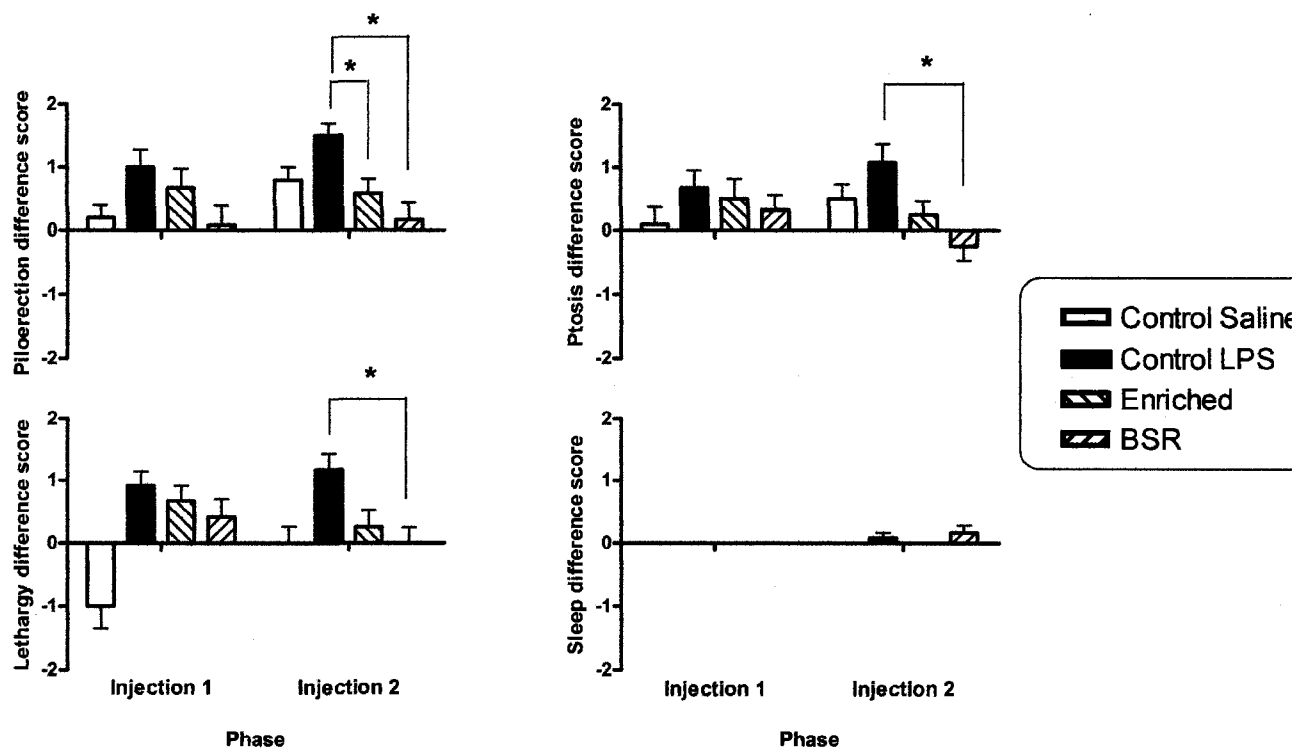 *
*
Piloerection difference score
2
1
0
-1
-2
*
Ptosis difference score
2
1
0
-1
-2
Control Saline
Control LPS
Enriched
BSR
*
Lethargy difference score
2
1
0
-1
-2
Injection 1
Injection 2
Phase
Sleep difference score
2
1
0
-1
-2
Injection 1
Injection 2
Phase